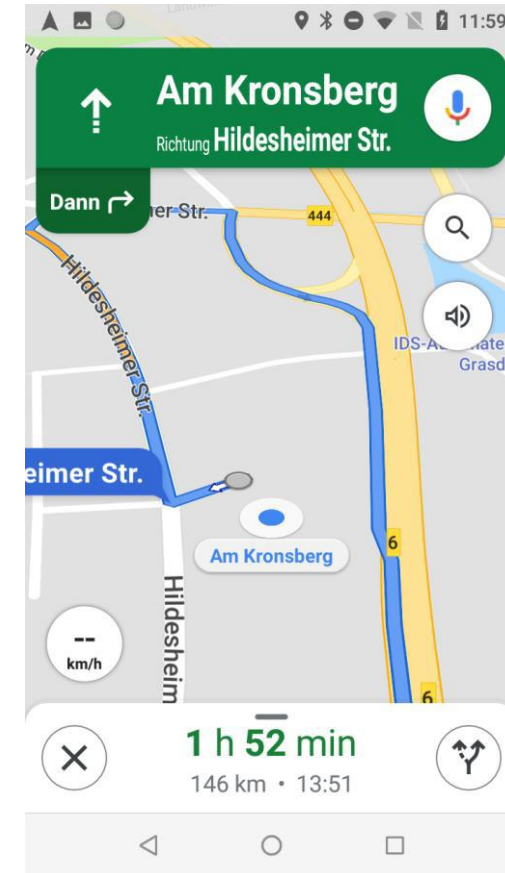 11:59
Am Kronsberg
Richtung Hildesheimer Str.
Dann
er Str.
444
Hildesheimer Str.
Grasd
eimer Str.
6
Am Kronsberg
Hildesheim
--
km/h
6
1 h 52 min
146 km • 13:51